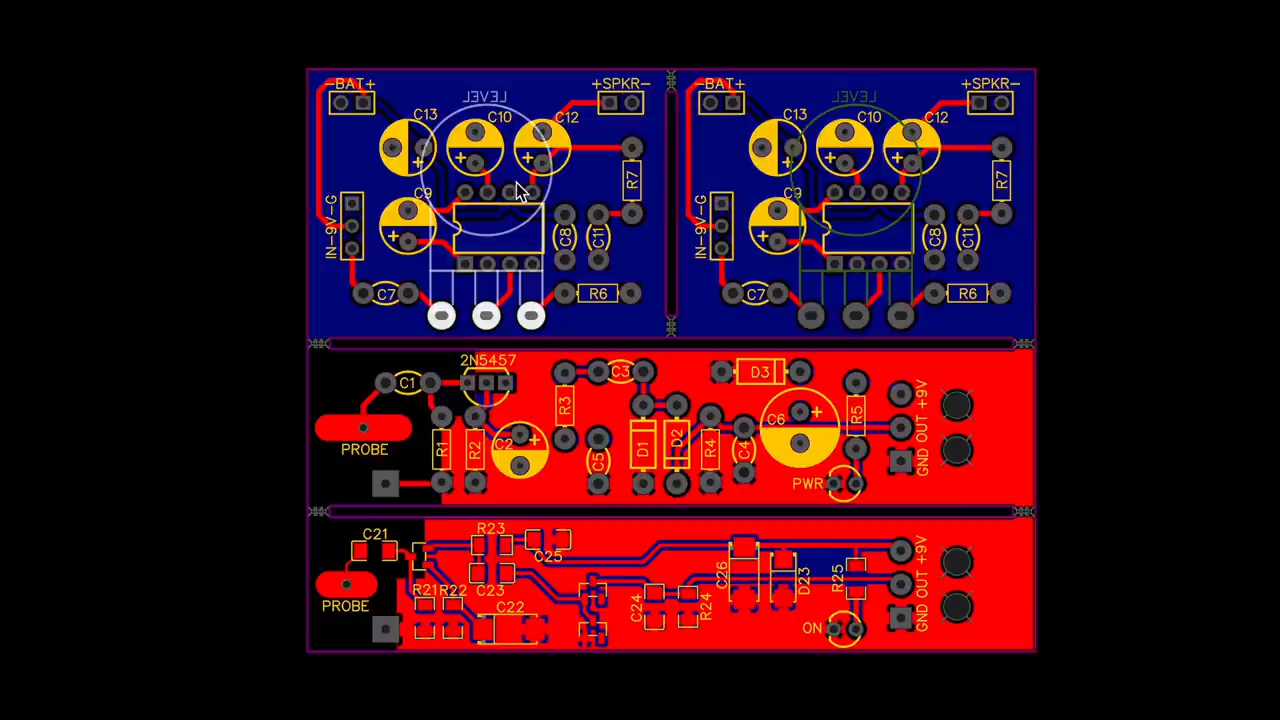 -BAT+
+SPKR-
LEVEL
C13
C10
C12
R7
C9
IN-9V-G
C8
C11
C7
R6
-BAT+
+SPKR-
LEVEL
C13
C10
C12
R7
C9
IN-9V-G
C8
C11
C7
R6
2N5457
C1
C3
D3
R3
C6
R5
GND OUT +9V
PROBE
R1
R2
C2
C5
D1
D2
R4
C4
PWR
C21
R23
C25
C26
D23
R25
GND OUT +9V
PROBE
R21
R22
C23
C22
C24
R24
ON